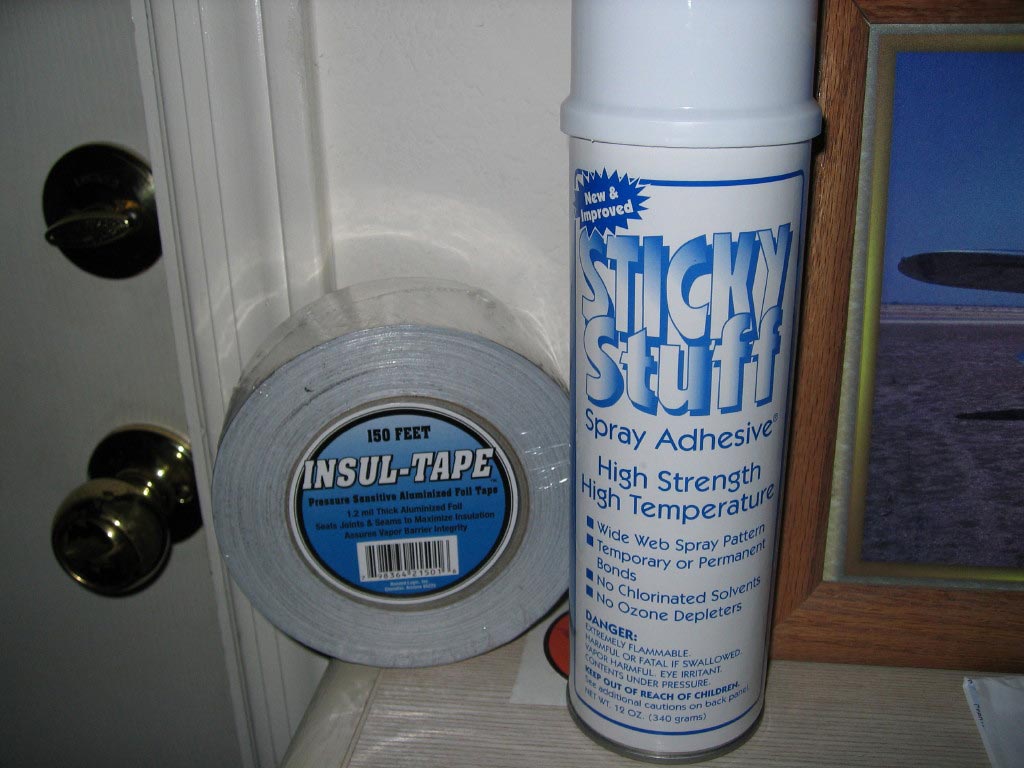 150 FEET
INSUL-TAPE
Pressure Sensitive Aluminized Foil Tape
1.2 mil Thick Aluminized Foil
Seals Joints & Seams to Maximize Insulation
Assures Vapor Barrier Integrity
New &
Improved
STICKY
Stuff
Spray Adhesive®
High Strength
High Temperature
Wide Web Spray Pattern
Temporary or Permanent
Bonds
No Chlorinated Solvents
No Ozone Depleters
DANGER:
EXTREMELY FLAMMABLE.
HARMFUL OR FATAL IF SWALLOWED.
VAPOR HARMFUL. EYE IRRITANT.
CONTENTS UNDER PRESSURE.
KEEP OUT OF REACH OF CHILDREN.
See additional cautions on back panel.
NET WT. 12 OZ. (340 grams)